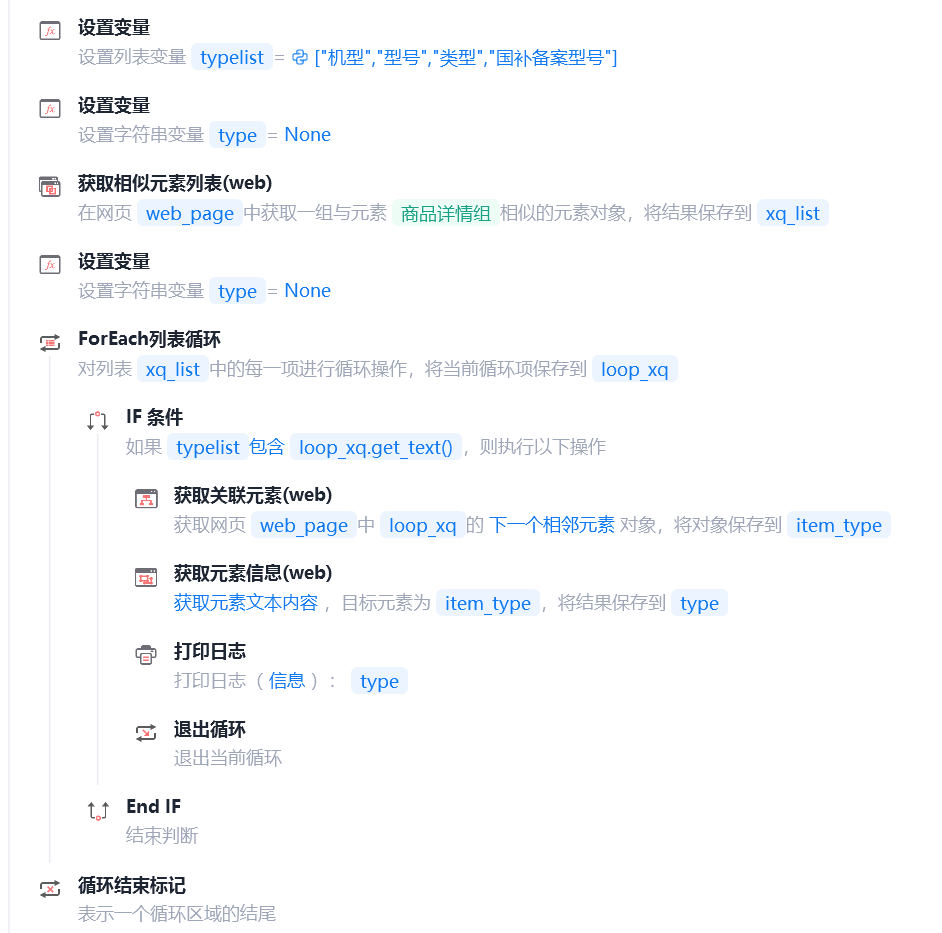 设置变量
设置列表变量 typelist = ["机型","型号","类型","国补备案型号"]
设置变量
设置字符串变量 type = None
获取相似元素列表(web)
在网页 web_page 中获取一组与元素 商品详情组 相似的元素对象，将结果保存到 xq_list
设置变量
设置字符串变量 type = None
ForEach列表循环
对列表 xq_list 中的每一项进行循环操作，将当前循环项保存到 loop_xq
IF 条件
如果 typelist 包含 loop_xq.get_text() ，则执行以下操作
获取关联元素(web)
获取网页 web_page 中 loop_xq 的 下一个相邻元素 对象，将对象保存到 item_type
获取元素信息(web)
获取元素文本内容 ，目标元素为 item_type ，将结果保存到 type
打印日志
打印日志（ 信息 ）： type
退出循环
退出当前循环
End IF
结束判断
循环结束标记
表示一个循环区域的结尾